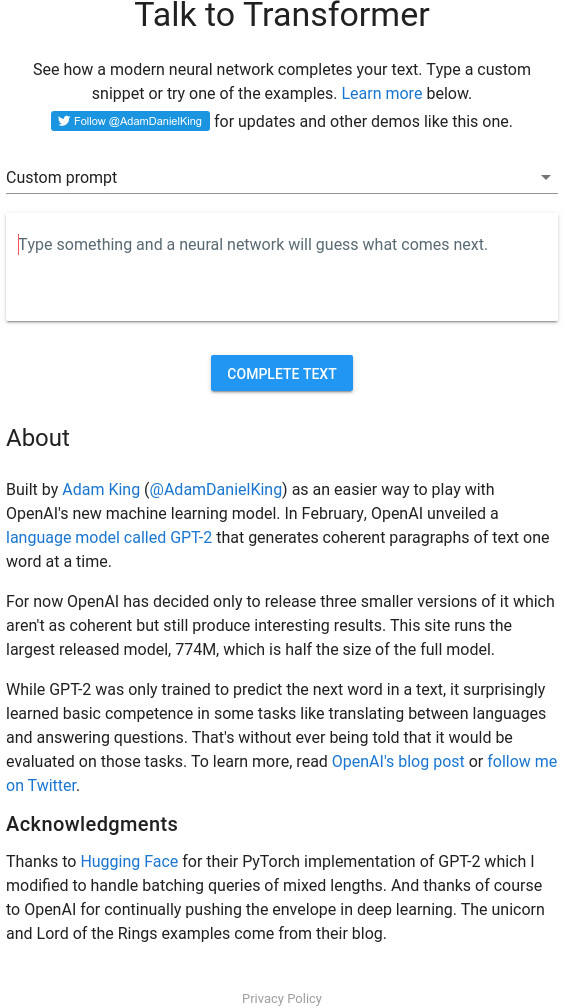 Talk to Transformer
See how a modern neural network completes your text. Type a custom
snippet or try one of the examples. Learn more below.
Follow @AdamDanielKing for updates and other demos like this one.
Custom prompt
Type something and a neural network will guess what comes next.
COMPLETE TEXT
About
Built by Adam King (@AdamDanielKing) as an easier way to play with
OpenAI's new machine learning model. In February, OpenAI unveiled a
language model called GPT-2 that generates coherent paragraphs of text one
word at a time.
For now OpenAI has decided only to release three smaller versions of it which
aren't as coherent but still produce interesting results. This site runs the
largest released model, 774M, which is half the size of the full model.
While GPT-2 was only trained to predict the next word in a text, it surprisingly
learned basic competence in some tasks like translating between languages
and answering questions. That's without ever being told that it would be
evaluated on those tasks. To learn more, read OpenAI's blog post or follow me
on Twitter.
Acknowledgments
Thanks to Hugging Face for their PyTorch implementation of GPT-2 which I
modified to handle batching queries of mixed lengths. And thanks of course
to OpenAI for continually pushing the envelope in deep learning. The unicorn
and Lord of the Rings examples come from their blog.
Privacy Policy